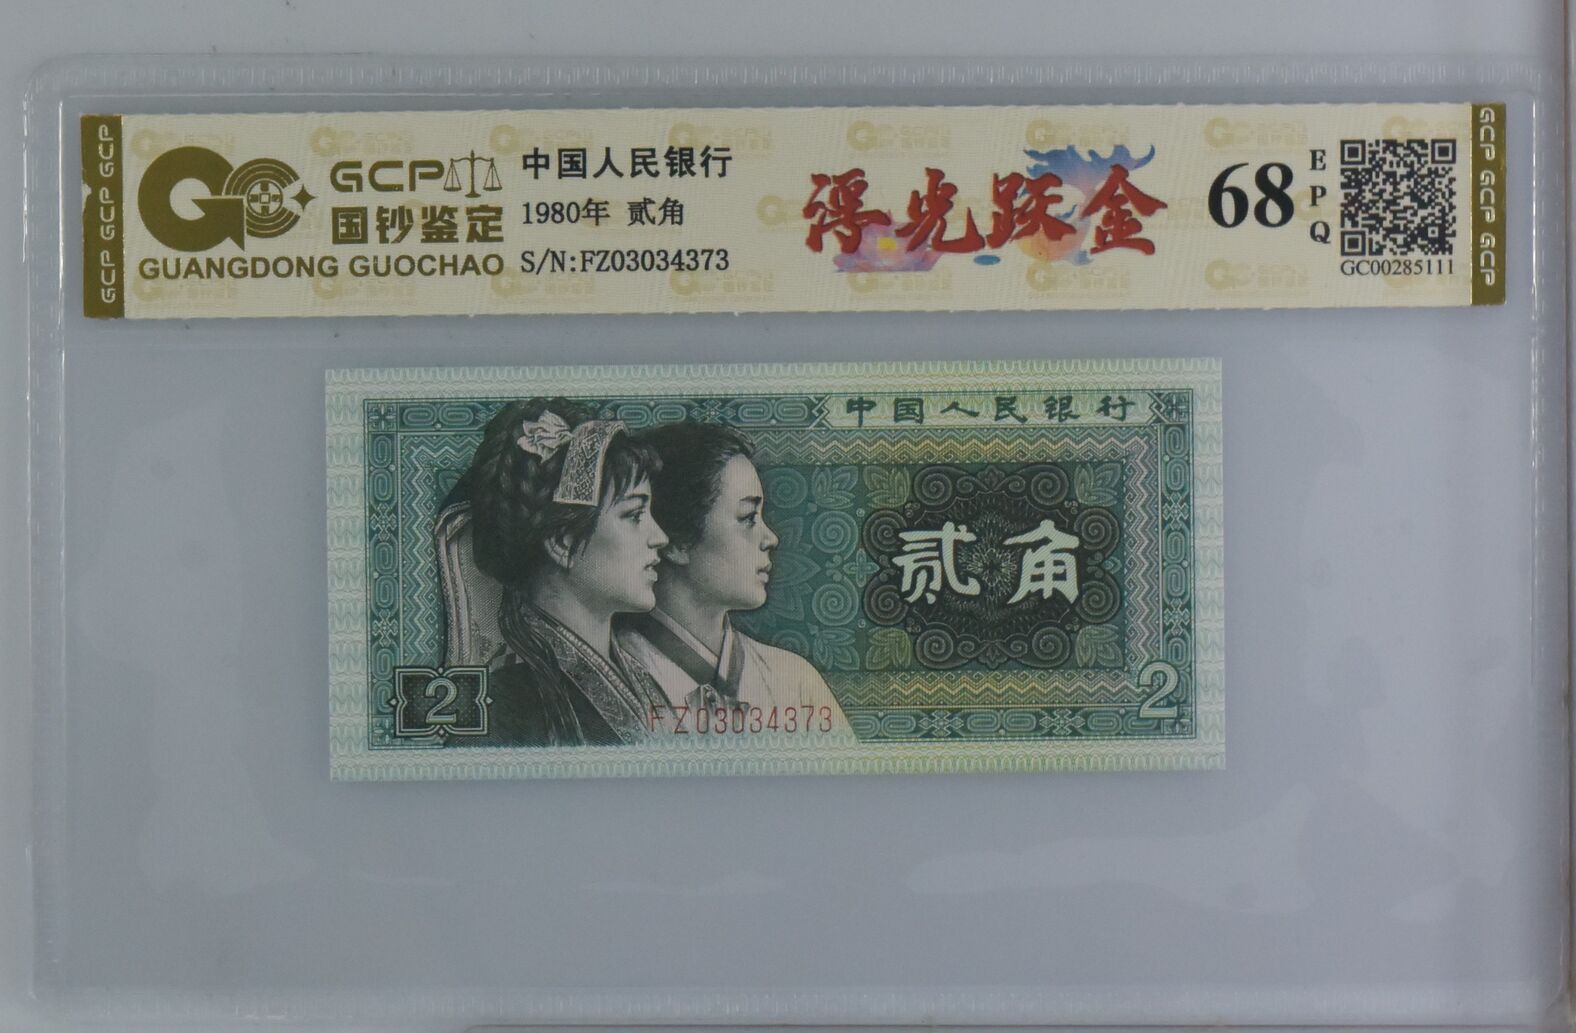 GCP
国钞鉴定
GUANGDONG GUOCHAO
中国人民银行
1980年 贰角
S/N:FZ03034373
浮光跃金
68
EPQ
GC00285111
GCP GCP GCP
GCP GCP GCP
中国人民银行
贰角
2
2
FZ03034373